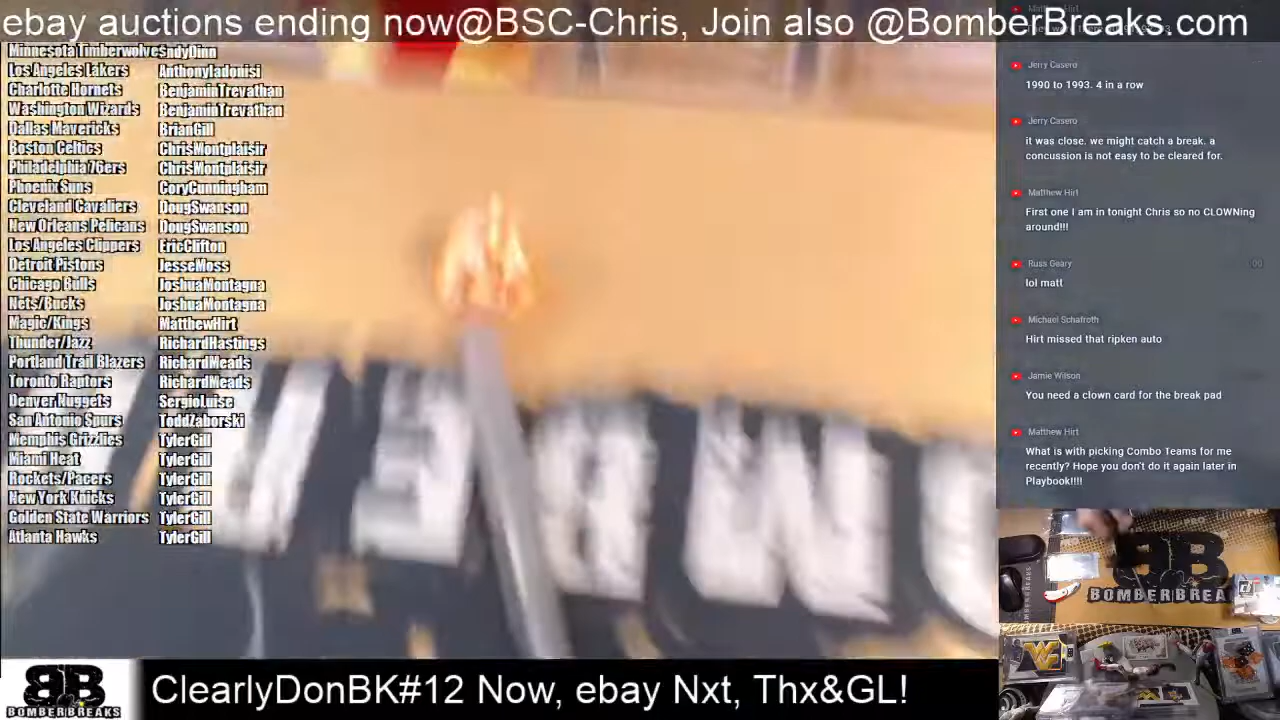 ebay auctions ending now@BSC-Chris, Join also @BomberBreaks.com
Minnesota Timberwolves
Los Angeles Lakers AnthonyIadonisi
Charlotte Hornets BenjaminTrevathan
Washington Wizards BenjaminTrevathan
Dallas Mavericks BrianGill
Boston Celtics ChrisMontplaisir
Philadelphia 76ers ChrisMontplaisir
Phoenix Suns CoryCunningham
Cleveland Cavaliers DougSwanson
New Orleans Pelicans DougSwanson
Los Angeles Clippers EricClifton
Detroit Pistons JesseMoss
Chicago Bulls JoshuaMontagna
Nets/Bucks JoshuaMontagna
Magic/Kings MatthewHirt
Thunder/Jazz RichardHastings
Portland Trail Blazers RichardMeads
Toronto Raptors RichardMeads
Denver Nuggets SergioLuise
San Antonio Spurs ToddZaborski
Memphis Grizzlies TylerGill
Miami Heat TylerGill
Rockets/Pacers TylerGill
New York Knicks TylerGill
Golden State Warriors TylerGill
Atlanta Hawks TylerGill
Matthew Hirt
Jerry Casero
1990 to 1993. 4 in a row
Jerry Casero
it was close. we might catch a break. a
concussion is not easy to be cleared for.
Matthew Hirt
First one I am in tonight Chris so no CLOWNing
around!!!
Russ Geary
lol matt
Michael Schafroth
Hirt missed that ripken auto
Jamie Wilson
You need a clown card for the break pad
Matthew Hirt
What is with picking Combo Teams for me
recently? Hope you don't do it again later in
Playbook!!!!
BB
BOMBERBREA
BB
BOMBERBREAKS
ClearlyDonBK#12 Now, ebay Nxt, Thx&GL!